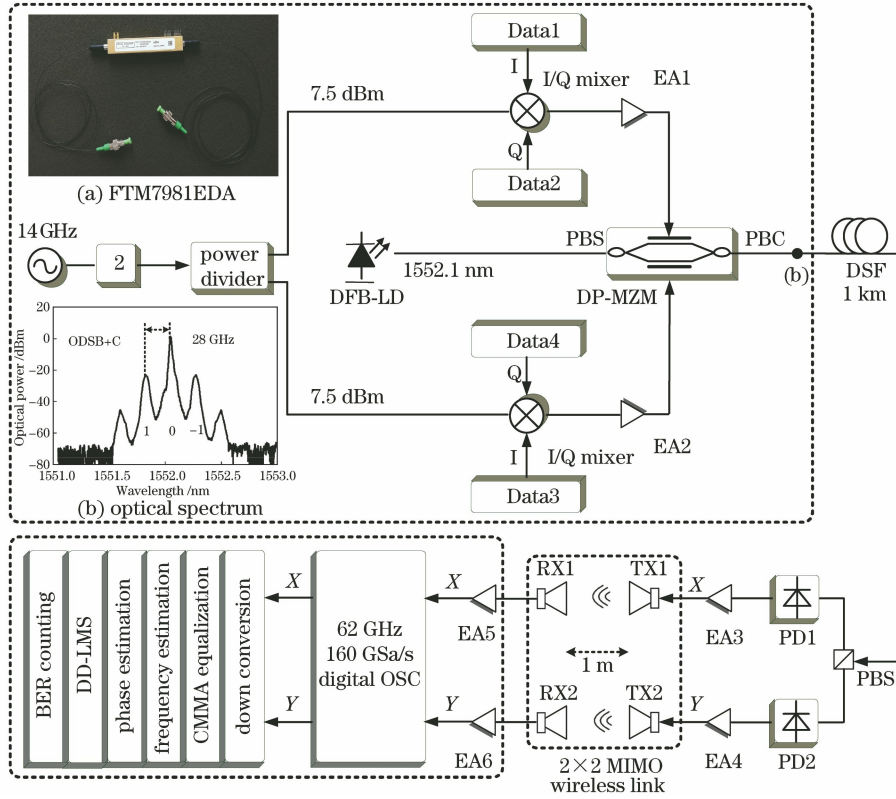 (a) FTM7981EDA
Data1
I
I/Q mixer
EA1
7.5 dBm
Q
Data2
14 GHz
2
power
divider
DFB-LD
1552.1 nm
PBS
PBC
DP-MZM
(b)
DSF
1 km
Data4
Q
7.5 dBm
I
I/Q mixer
EA2
Data3
Optical power /dBm
20
0
−20
−40
−60
−80
ODSB+C
28 GHz
1
0
−1
1551.0
1551.5
1552.0
1552.5
1553.0
Wavelength /nm
(b) optical spectrum
BER counting
DD-LMS
phase estimation
frequency estimation
CMMA equalization
down conversion
X
Y
62 GHz
160 GSa/s
digital OSC
X
EA5
Y
EA6
RX1
TX1
1 m
RX2
TX2
2×2 MIMO
wireless link
X
EA3
PD1
Y
EA4
PD2
PBS